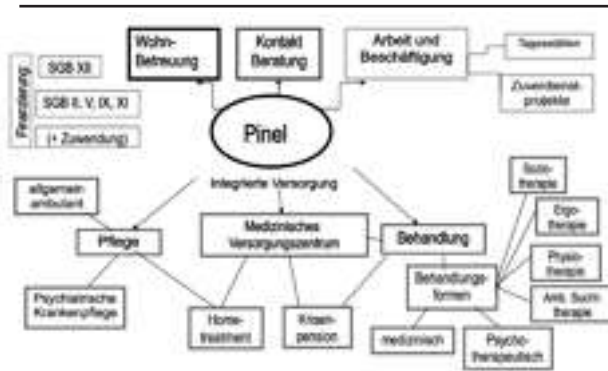 Finanzierung
SGB XII
SGB II, V, IX, XI
(+ Zuwendung)
Wohn-
Betreuung
Kontakt
Beratung
Arbeit und
Beschäftigung
Tagesstätten
projekte
Pinel
Integrierte Versorgung
allgemein
ambulant
Pflege
Psychiatrische
Krankenpflege
Medizinisches
Versorgungszentrum
Home-
treatment
Krisen-
pension
Behandlung
Behandlungs
formen
medizinisch
Psycho-
therapeutisch
Sozio-
therapie
Ergo-
therapie
Physio-
therapie
Amb. Sucht-
therapie